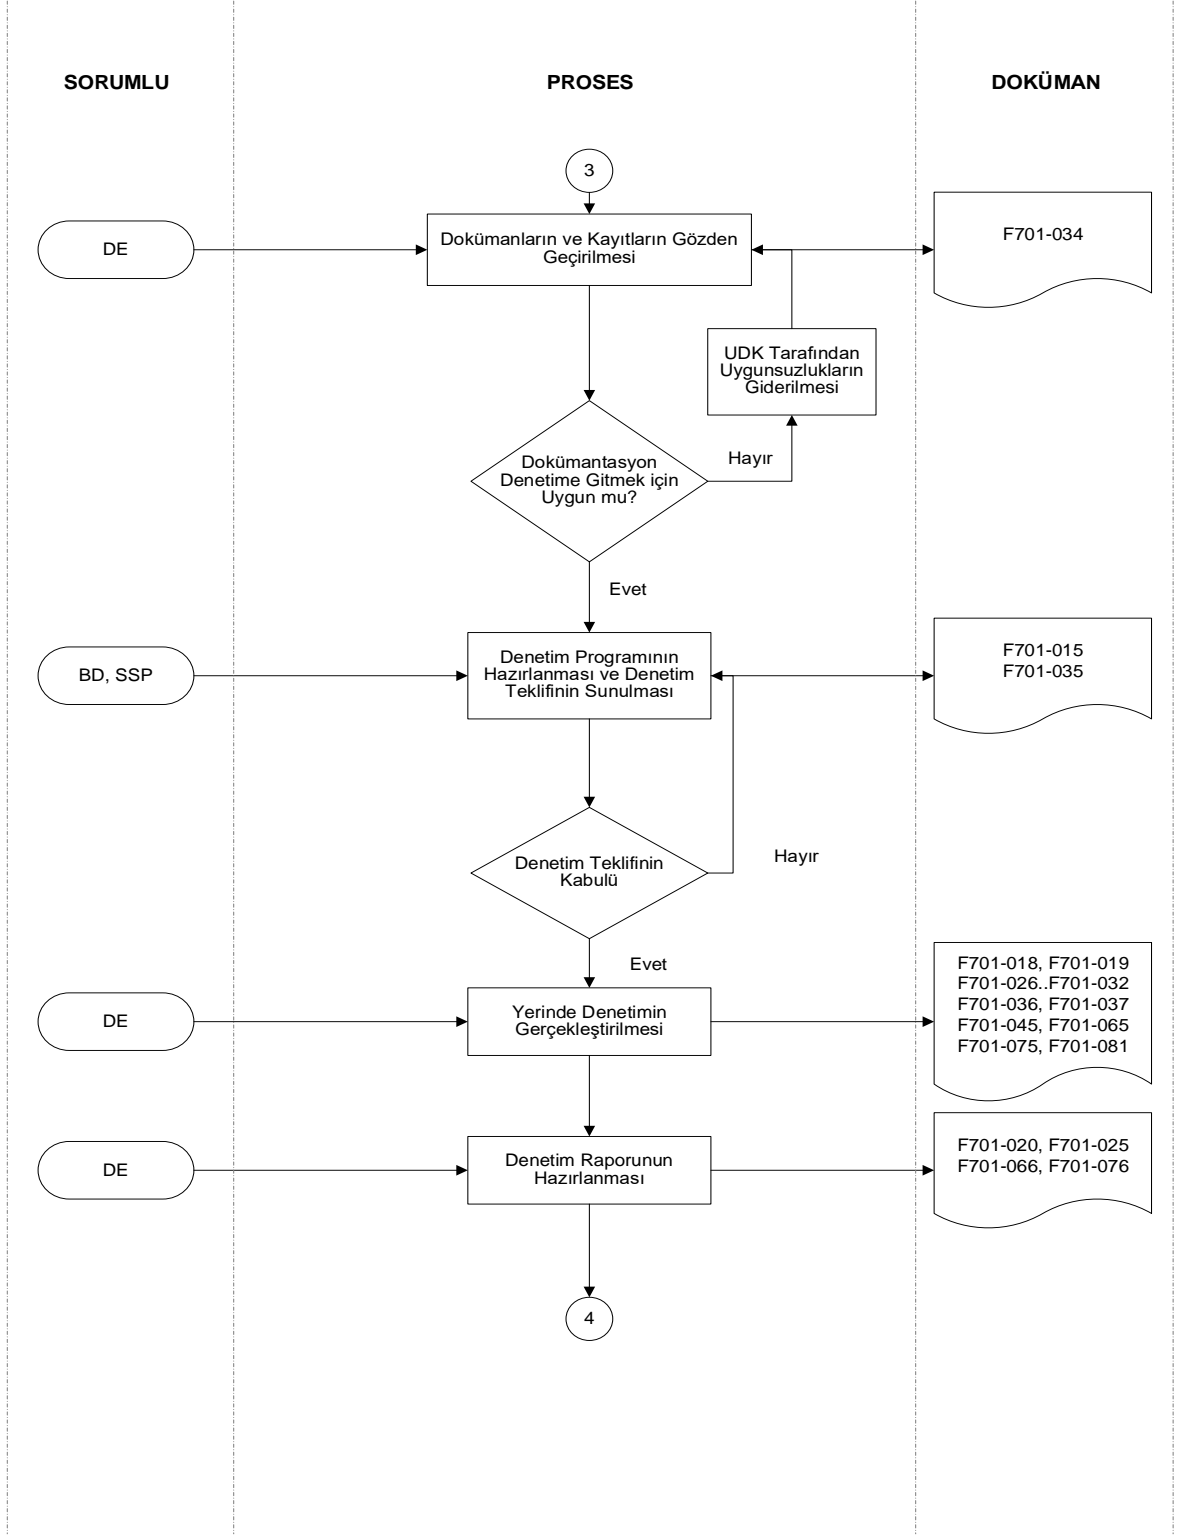 SORUMLU
PROSES
DOKÜMAN
3
DE
Dokümanların ve Kayıtların Gözden
Geçirilmesi
F701-034
UDK Tarafından
Uygunsuzlukların
Giderilmesi
Dokümantasyon
Denetime Gitmek için
Uygun mu?
Hayır
Evet
BD, SSP
Denetim Programının
Hazırlanması ve Denetim
Teklifinin Sunulması
F701-015
F701-035
Denetim Teklifinin
Kabulü
Hayır
Evet
DE
Yerinde Denetimin
Gerçekleştirilmesi
F701-018, F701-019
F701-026..F701-032
F701-036, F701-037
F701-045, F701-065
F701-075, F701-081
DE
Denetim Raporunun
Hazırlanması
F701-020, F701-025
F701-066, F701-076
4